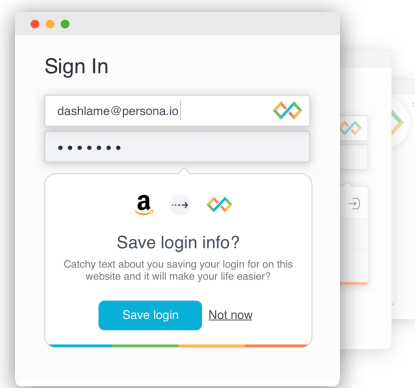 Sign In
dashlame@persona.io
Save login info?
Catchy text about you saving your login for on this
website and it will make your life easier?
Save login
Not now